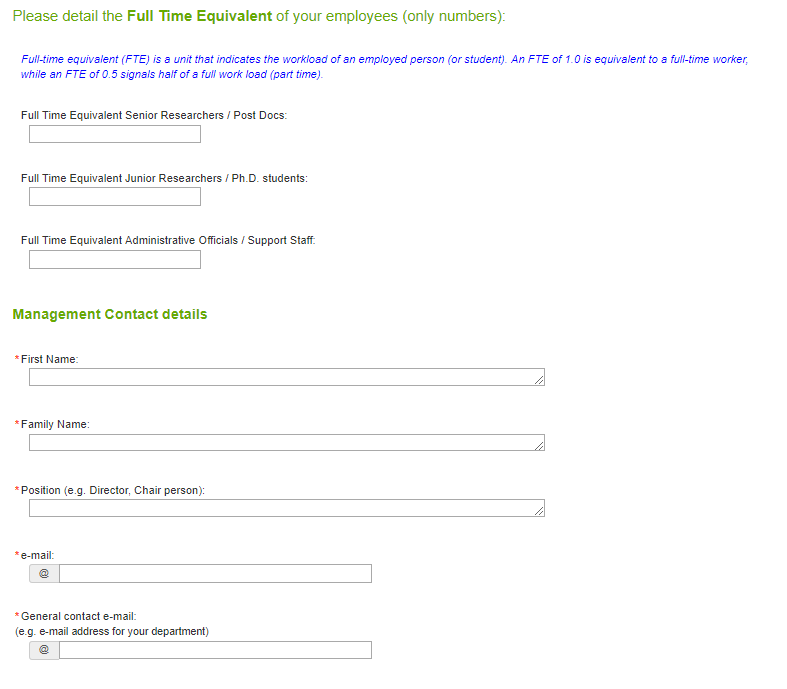 Please detail the Full Time Equivalent of your employees (only numbers):
Full-time equivalent (FTE) is a unit that indicates the workload of an employed person (or student). An FTE of 1.0 is equivalent to a full-time worker,
while an FTE of 0.5 signals half of a full work load (part time).
Full Time Equivalent Senior Researchers / Post Docs:
Full Time Equivalent Junior Researchers / Ph.D. students:
Full Time Equivalent Administrative Officials / Support Staff:
Management Contact details
*First Name:
*Family Name:
*Position (e.g. Director, Chair person):
*e-mail:
@
*General contact e-mail:
(e.g. e-mail address for your department)
@